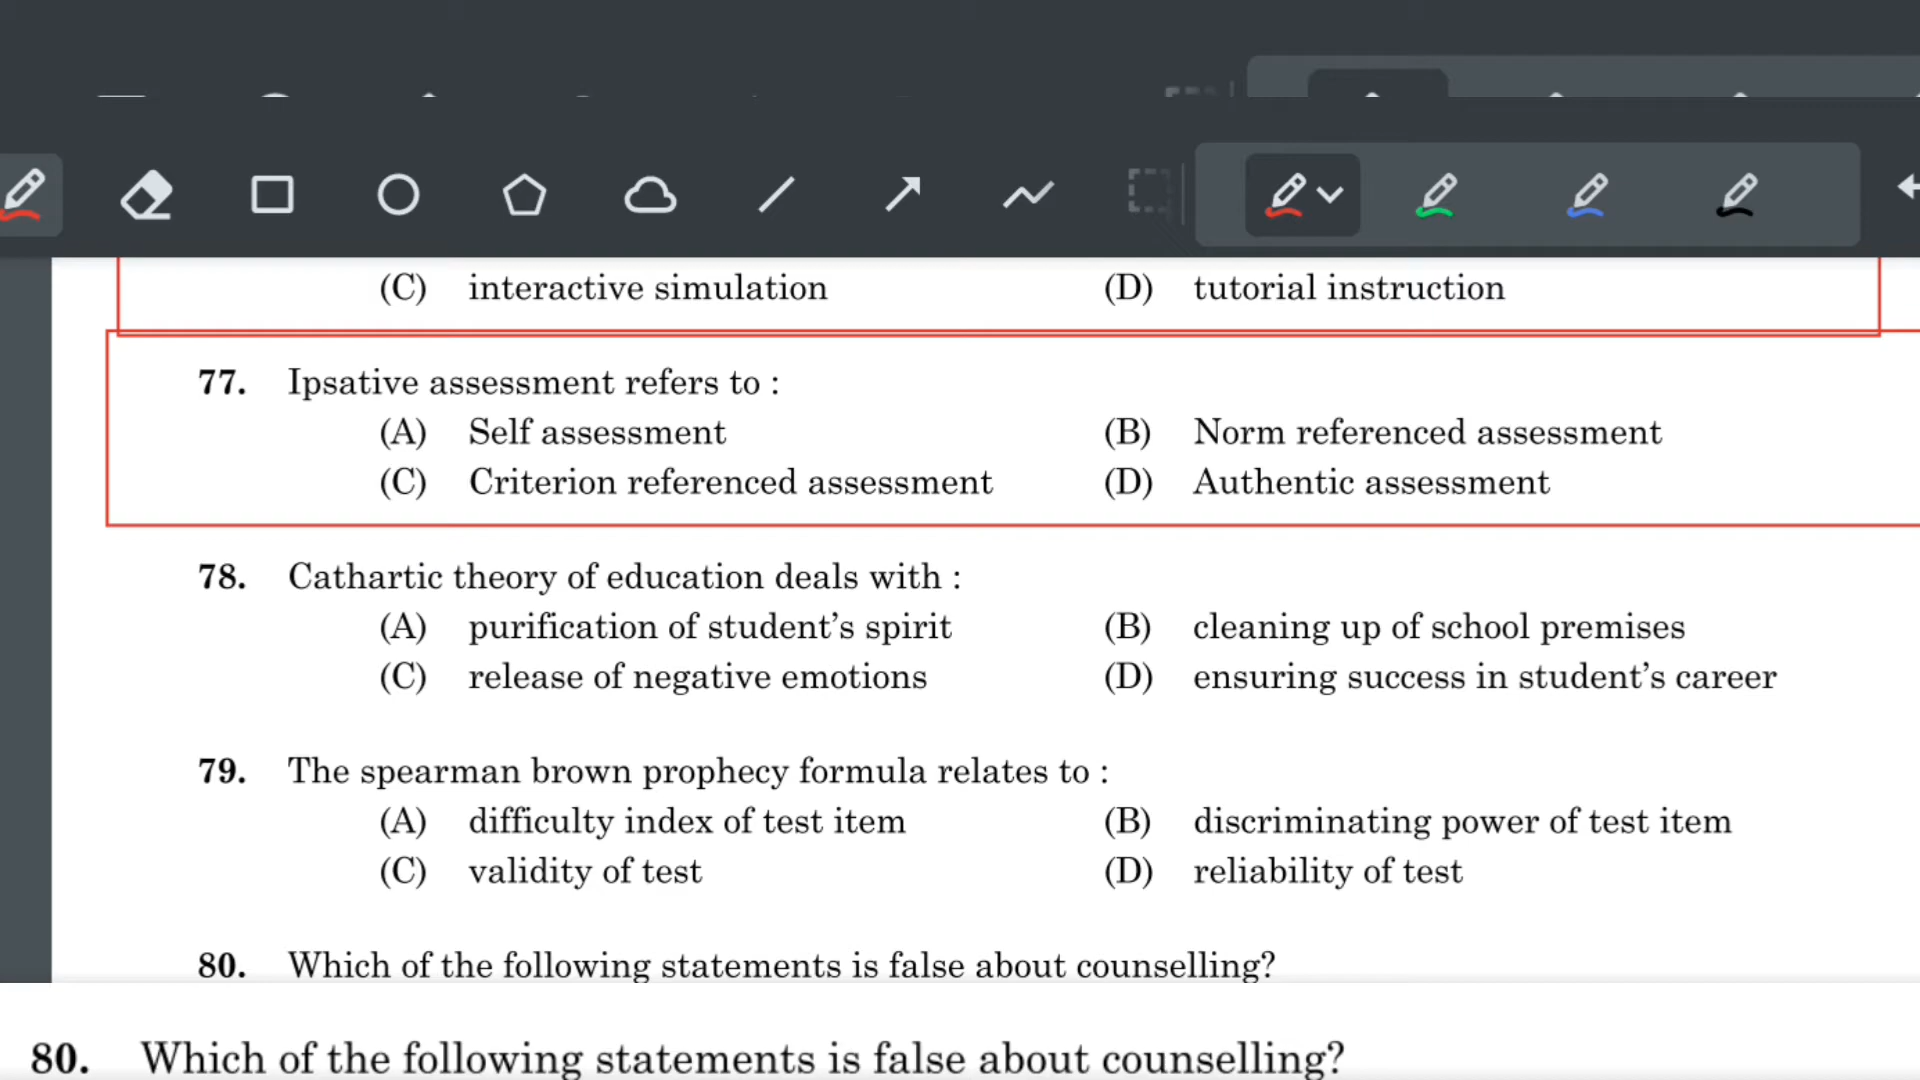 (C) interactive simulation (D) tutorial instruction
77. Ipsative assessment refers to :
(A) Self assessment (B) Norm referenced assessment
(C) Criterion referenced assessment (D) Authentic assessment
78. Cathartic theory of education deals with :
(A) purification of student’s spirit (B) cleaning up of school premises
(C) release of negative emotions (D) ensuring success in student’s career
79. The spearman brown prophecy formula relates to :
(A) difficulty index of test item (B) discriminating power of test item
(C) validity of test (D) reliability of test
80. Which of the following statements is false about counselling?
80. Which of the following statements is false about counselling?